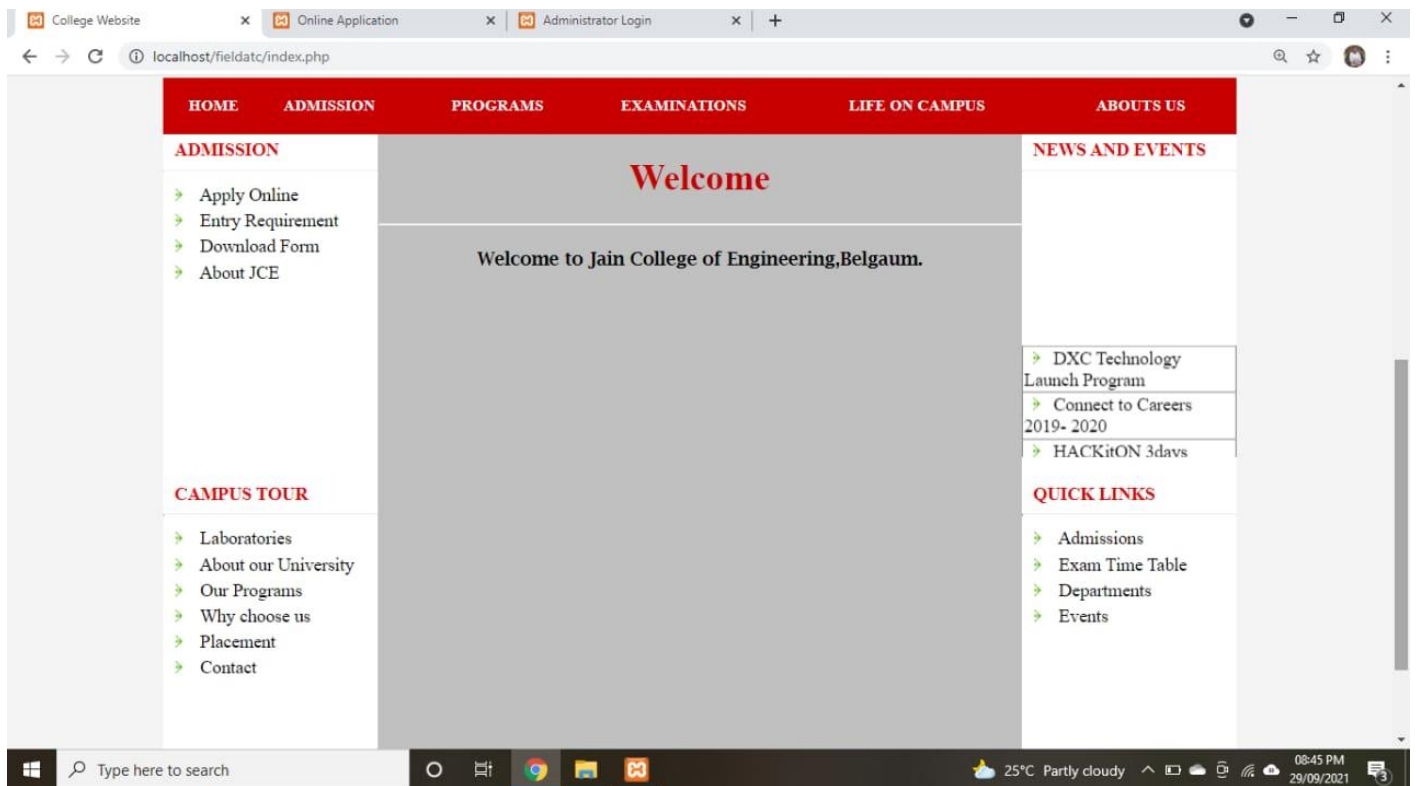 College Website
Online Application
Administrator Login
localhost/fieldatc/index.php
HOME ADMISSION PROGRAMS EXAMINATIONS LIFE ON CAMPUS ABOUTS US
ADMISSION
Apply Online
Entry Requirement
Download Form
About JCE
CAMPUS TOUR
Laboratories
About our University
Our Programs
Why choose us
Placement
Contact
Welcome
Welcome to Jain College of Engineering,Belgaum.
NEWS AND EVENTS
DXC Technology
Launch Program
Connect to Careers
2019- 2020
HACKitON 3days
QUICK LINKS
Admissions
Exam Time Table
Departments
Events
Type here to search
25°C Partly cloudy
08:45 PM
29/09/2021
3